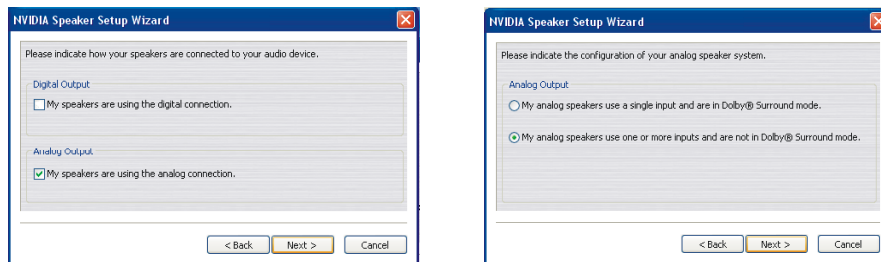 NVIDIA Speaker Setup Wizard
Please indicate how your speakers are connected to your audio device.
Digital Output
My speakers are using the digital connection.
Analog Output
My speakers are using the analog connection.
< Back Next > Cancel
NVIDIA Speaker Setup Wizard
Please indicate the configuration of your analog speaker system.
Analog Output
My analog speakers use a single input and are in Dolby® Surround mode.
My analog speakers use one or more inputs and are not in Dolby® Surround mode.
< Back Next > Cancel